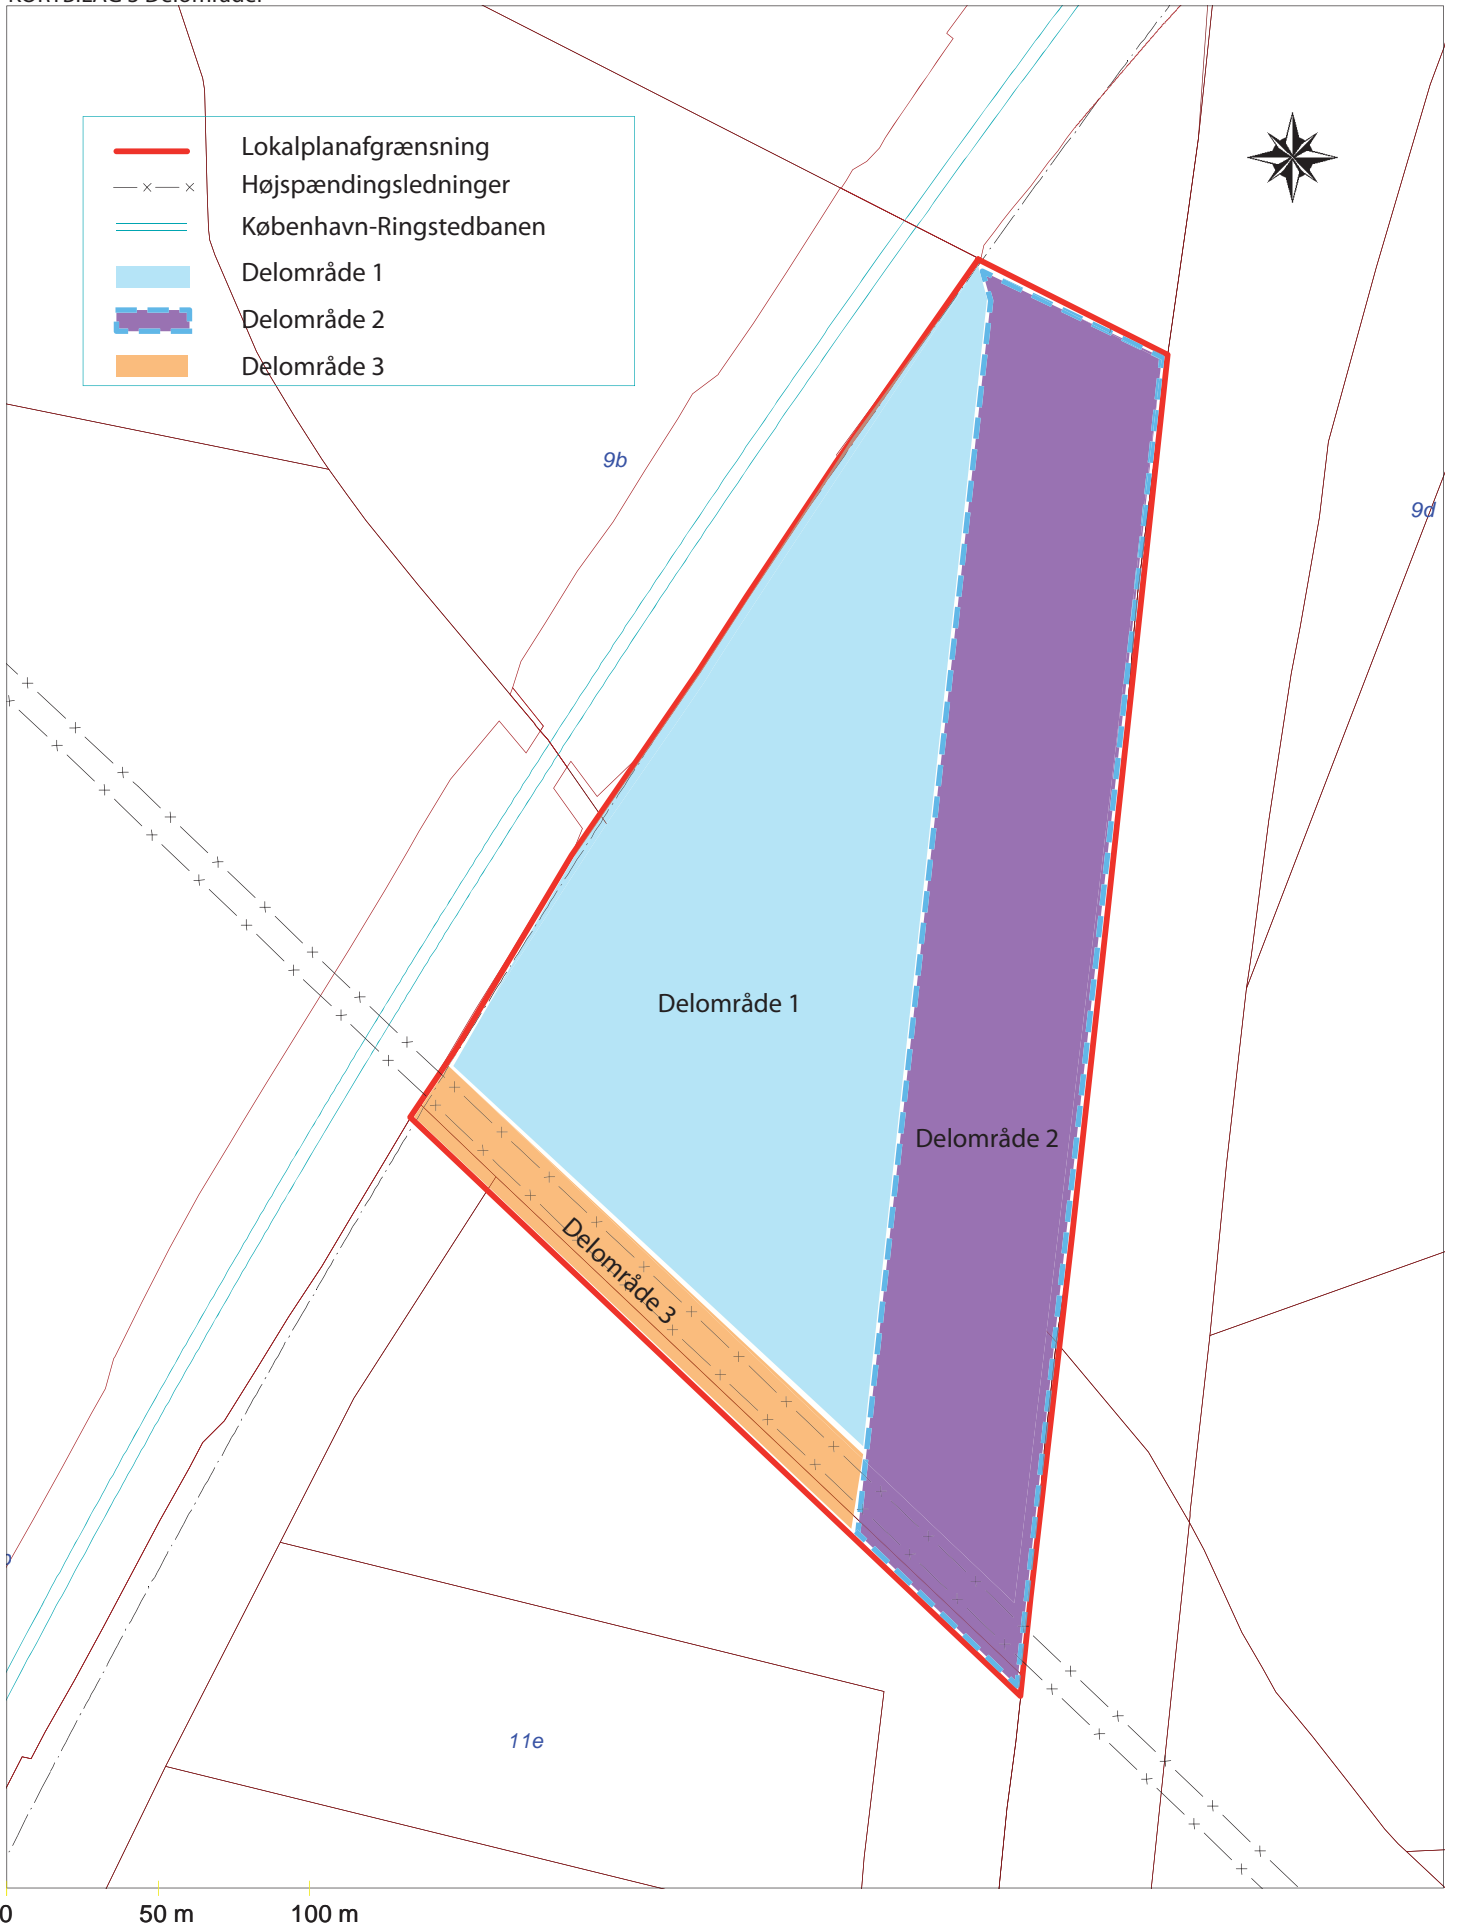 Lokalplanafgrænsning
Højspændingsledninger
København-Ringstedbanen
Delområde 1
Delområde 2
Delområde 3
9b
9d
Delområde 1
Delområde 2
Delområde 3
11e
0
50 m
100 m